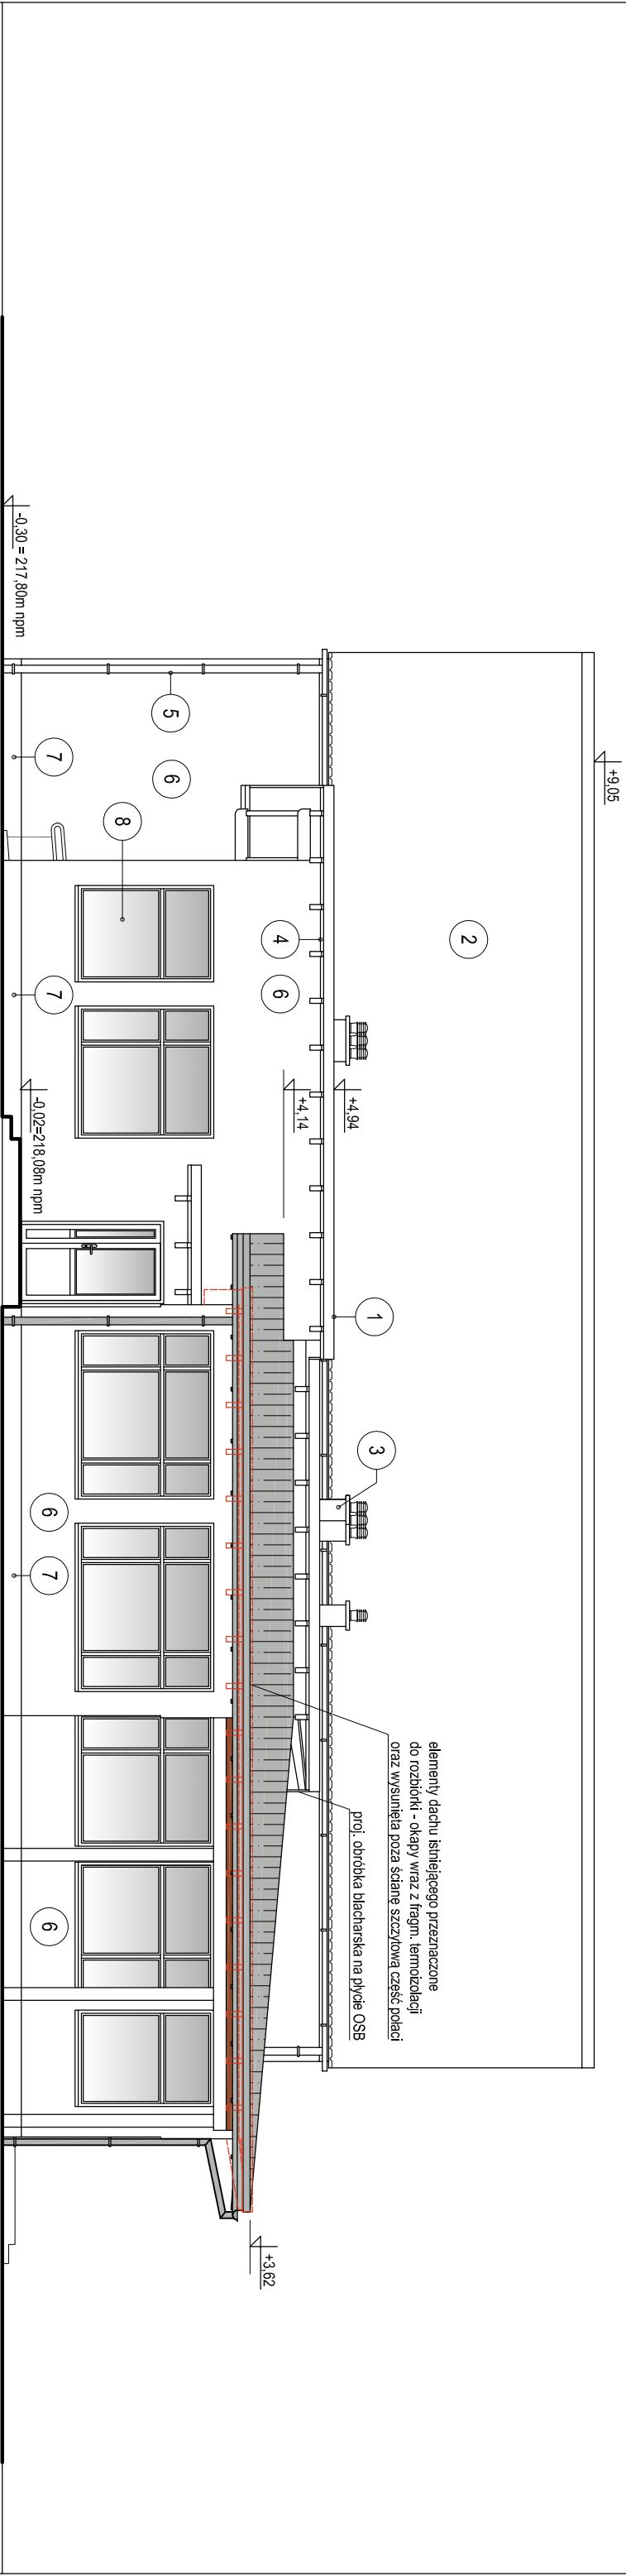 +9,05
2
1
3
+4,94
+4,14
4
6
elementy dachu istniejącego przeznaczone
do rozbiórki - okapy wraz z fragm. termoizolacji
oraz wysunięta poza ścianę szczytową część połaci
proj. obróbka blacharska na płycie OSB
+3,62
5
6
8
7
7
6
7
6
-0,30 = 217,80m npm
-0,02=218,08m npm